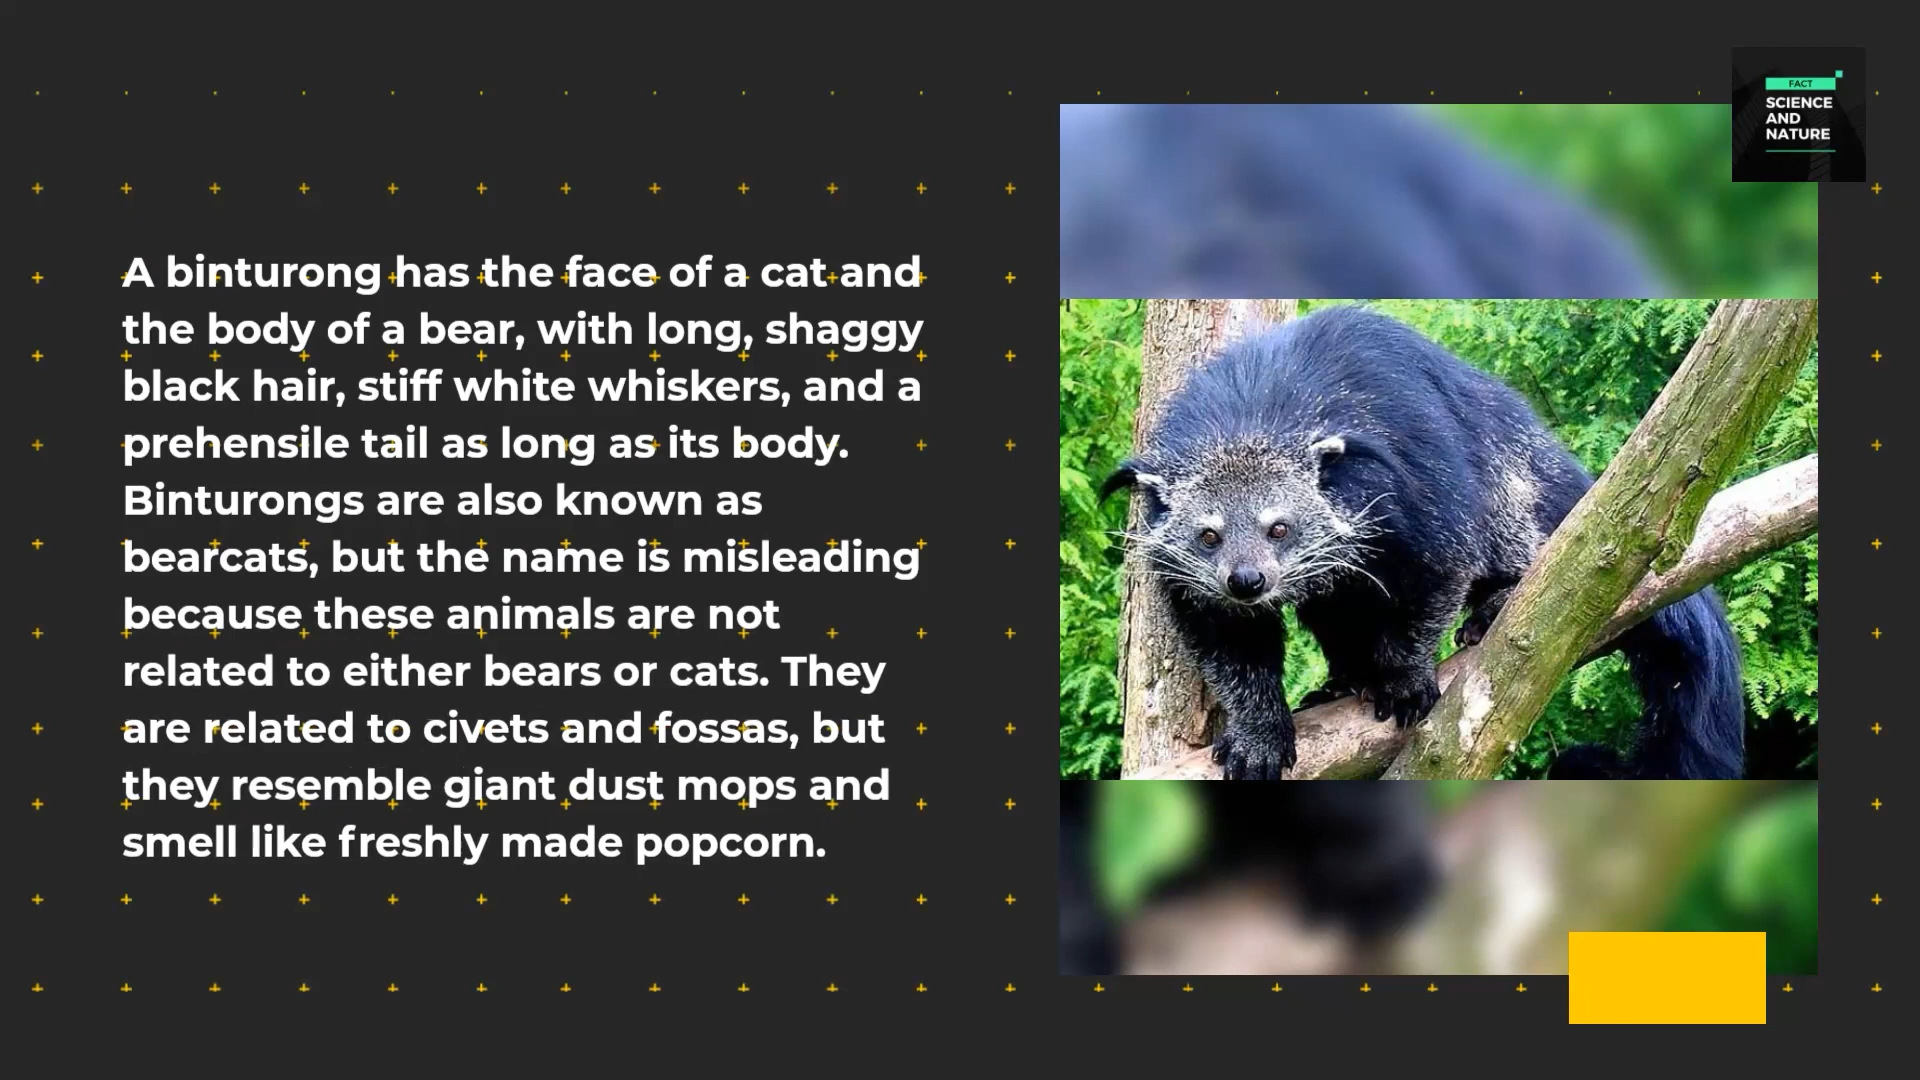 FACT
SCIENCE
AND
NATURE
A binturong has the face of a cat and
the body of a bear, with long, shaggy
black hair, stiff white whiskers, and a
prehensile tail as long as its body.
Binturongs are also known as
bearcats, but the name is misleading
because these animals are not
related to either bears or cats. They
are related to civets and fossas, but
they resemble giant dust mops and
smell like freshly made popcorn.